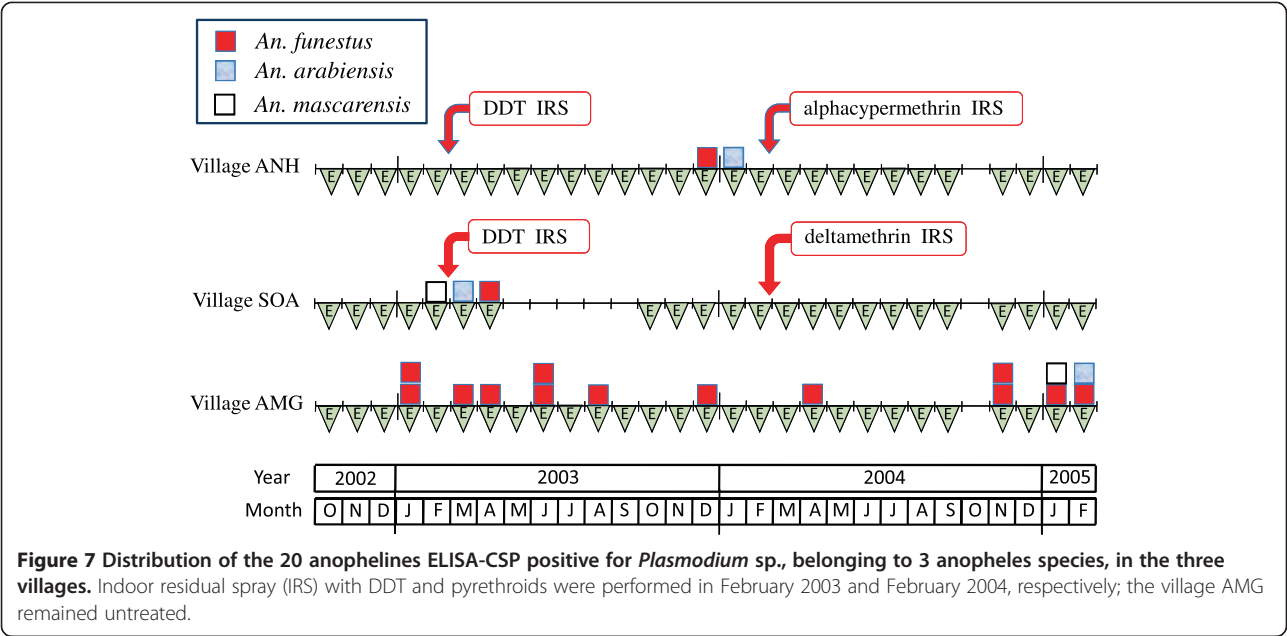 An. funestus
An. arabiensis
An. mascarensis
DDT IRS
alphacypermethrin IRS
Village ANH
E E E E E E E E E E E E E E E E E E E E E E E E E E E E
DDT IRS
deltamethrin IRS
Village SOA
E E E E E E E E E E E E E E E E E E E E E E E
Village AMG
E E E E E E E E E E E E E E E E E E E E E E E E E E E E
Year 2002 2003 2004 2005
Month O N D J F M A M J J A S O N D J F M A M J J A S O N D J F
Figure 7 Distribution of the 20 anophelines ELISA-CSP positive for Plasmodium sp., belonging to 3 anopheles species, in the three
villages. Indoor residual spray (IRS) with DDT and pyrethroids were performed in February 2003 and February 2004, respectively; the village AMG
remained untreated.